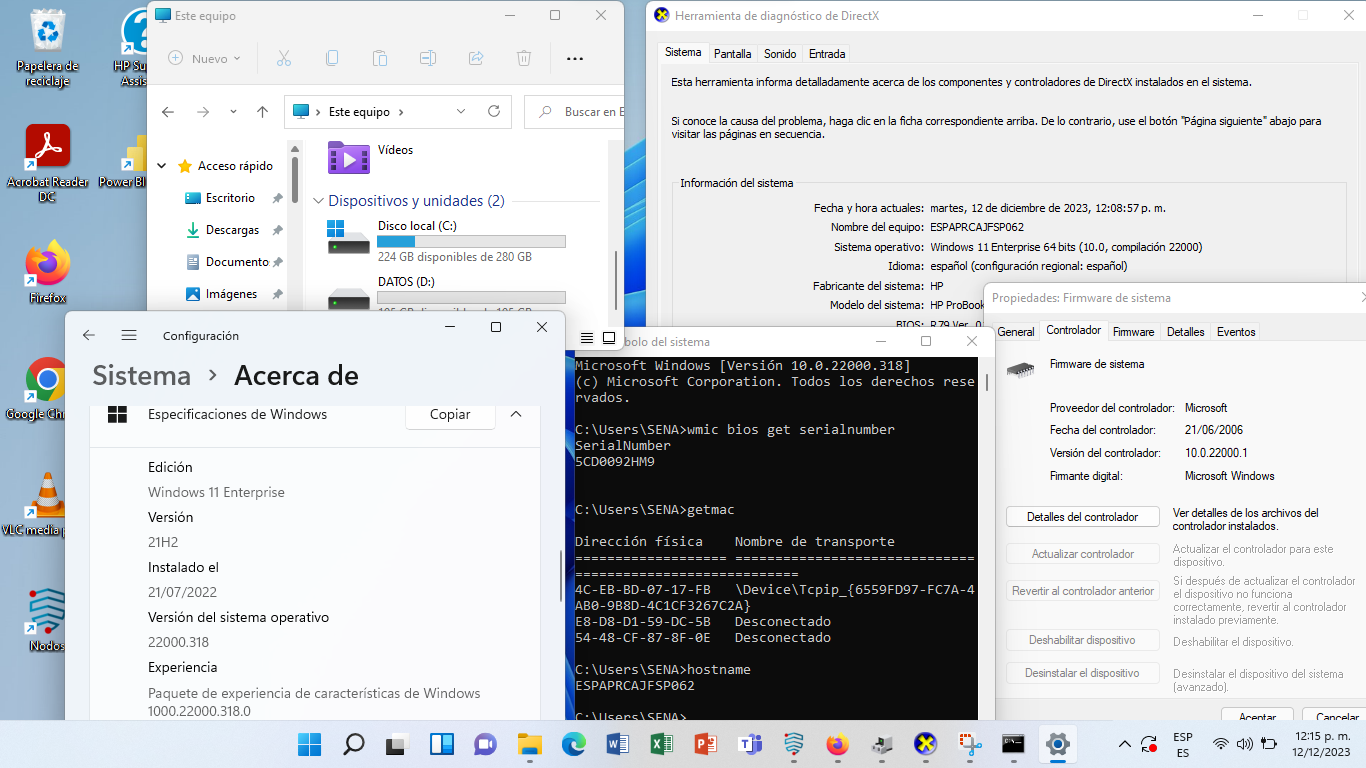 Papelera de
reciclaje
HP Su
Assis
Acrobat Reader
DC
Power BI
Firefox
Google Chr
VLC media p
Nodos
Este equipo
Nuevo
Este equipo
Buscar en E
Acceso rápido
Escritorio
Descargas
Documento
Imágenes
Vídeos
Dispositivos y unidades (2)
Disco local (C:)
224 GB disponibles de 280 GB
DATOS (D:)
Herramienta de diagnóstico de DirectX
Sistema Pantalla Sonido Entrada
Esta herramienta informa detalladamente acerca de los componentes y controladores de DirectX instalados en el sistema.
Si conoce la causa del problema, haga clic en la ficha correspondiente arriba. De lo contrario, use el botón "Página siguiente" abajo para
visitar las páginas en secuencia.
Información del sistema
Fecha y hora actuales: martes, 12 de diciembre de 2023, 12:08:57 p. m.
Nombre del equipo: ESPAPRCAJFSP062
Sistema operativo: Windows 11 Enterprise 64 bits (10.0, compilación 22000)
Idioma: español (configuración regional: español)
Fabricante del sistema: HP
Modelo del sistema: HP ProBook
BIOS: R79 Ver. 0
Configuración
Sistema > Acerca de
Especificaciones de Windows
Copiar
Edición
Windows 11 Enterprise
Versión
21H2
Instalado el
21/07/2022
Versión del sistema operativo
22000.318
Experiencia
Paquete de experiencia de características de Windows
1000.22000.318.0
bolo del sistema
Microsoft Windows [Versión 10.0.22000.318]
(c) Microsoft Corporation. Todos los derechos rese
rvados.
C:\Users\SENA>wmic bios get serialnumber
SerialNumber
5CD0092HM9
C:\Users\SENA>getmac
Dirección física    Nombre de transporte
=================== ==============================
============================
4C-EB-BD-07-17-FB   \Device\Tcpip_{6559FD97-FC7A-4
AB0-9B8D-4C1CF3267C2A}
E8-D8-D1-59-DC-5B   Desconectado
54-48-CF-87-8F-0E   Desconectado
C:\Users\SENA>hostname
ESPAPRCAJFSP062
C:\Users\SENA>
Propiedades: Firmware de sistema
General Controlador Firmware Detalles Eventos
Firmware de sistema
Proveedor del controlador: Microsoft
Fecha del controlador: 21/06/2006
Versión del controlador: 10.0.22000.1
Firmante digital: Microsoft Windows
Detalles del controlador
Ver detalles de los archivos del
controlador instalados.
Actualizar controlador
Actualizar el controlador para este
dispositivo.
Revertir al controlador anterior
Si después de actualizar el controlador
el dispositivo no funciona
correctamente, revertir al controlador
instalado previamente.
Deshabilitar dispositivo
Deshabilitar el dispositivo.
Desinstalar el dispositivo
Desinstalar el dispositivo del sistema
(avanzado).
Aceptar
Cancelar
ESP
ES
12:15 p. m.
12/12/2023